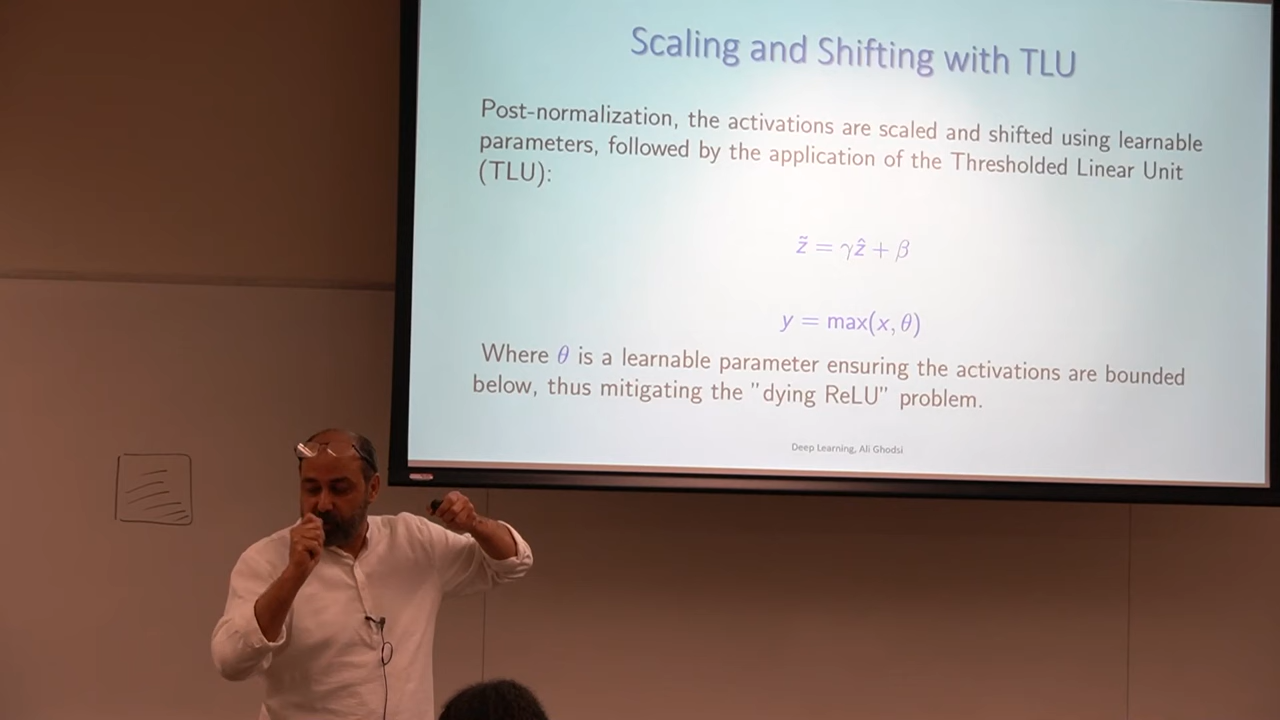 Scaling and Shifting with TLU
Post-normalization, the activations are scaled and shifted using learnable
parameters, followed by the application of the Thresholded Linear Unit
(TLU):
z̃ = γẑ + β
y = max(x, θ)
Where θ is a learnable parameter ensuring the activations are bounded
below, thus mitigating the "dying ReLU" problem.
Deep Learning, Ali Ghodsi